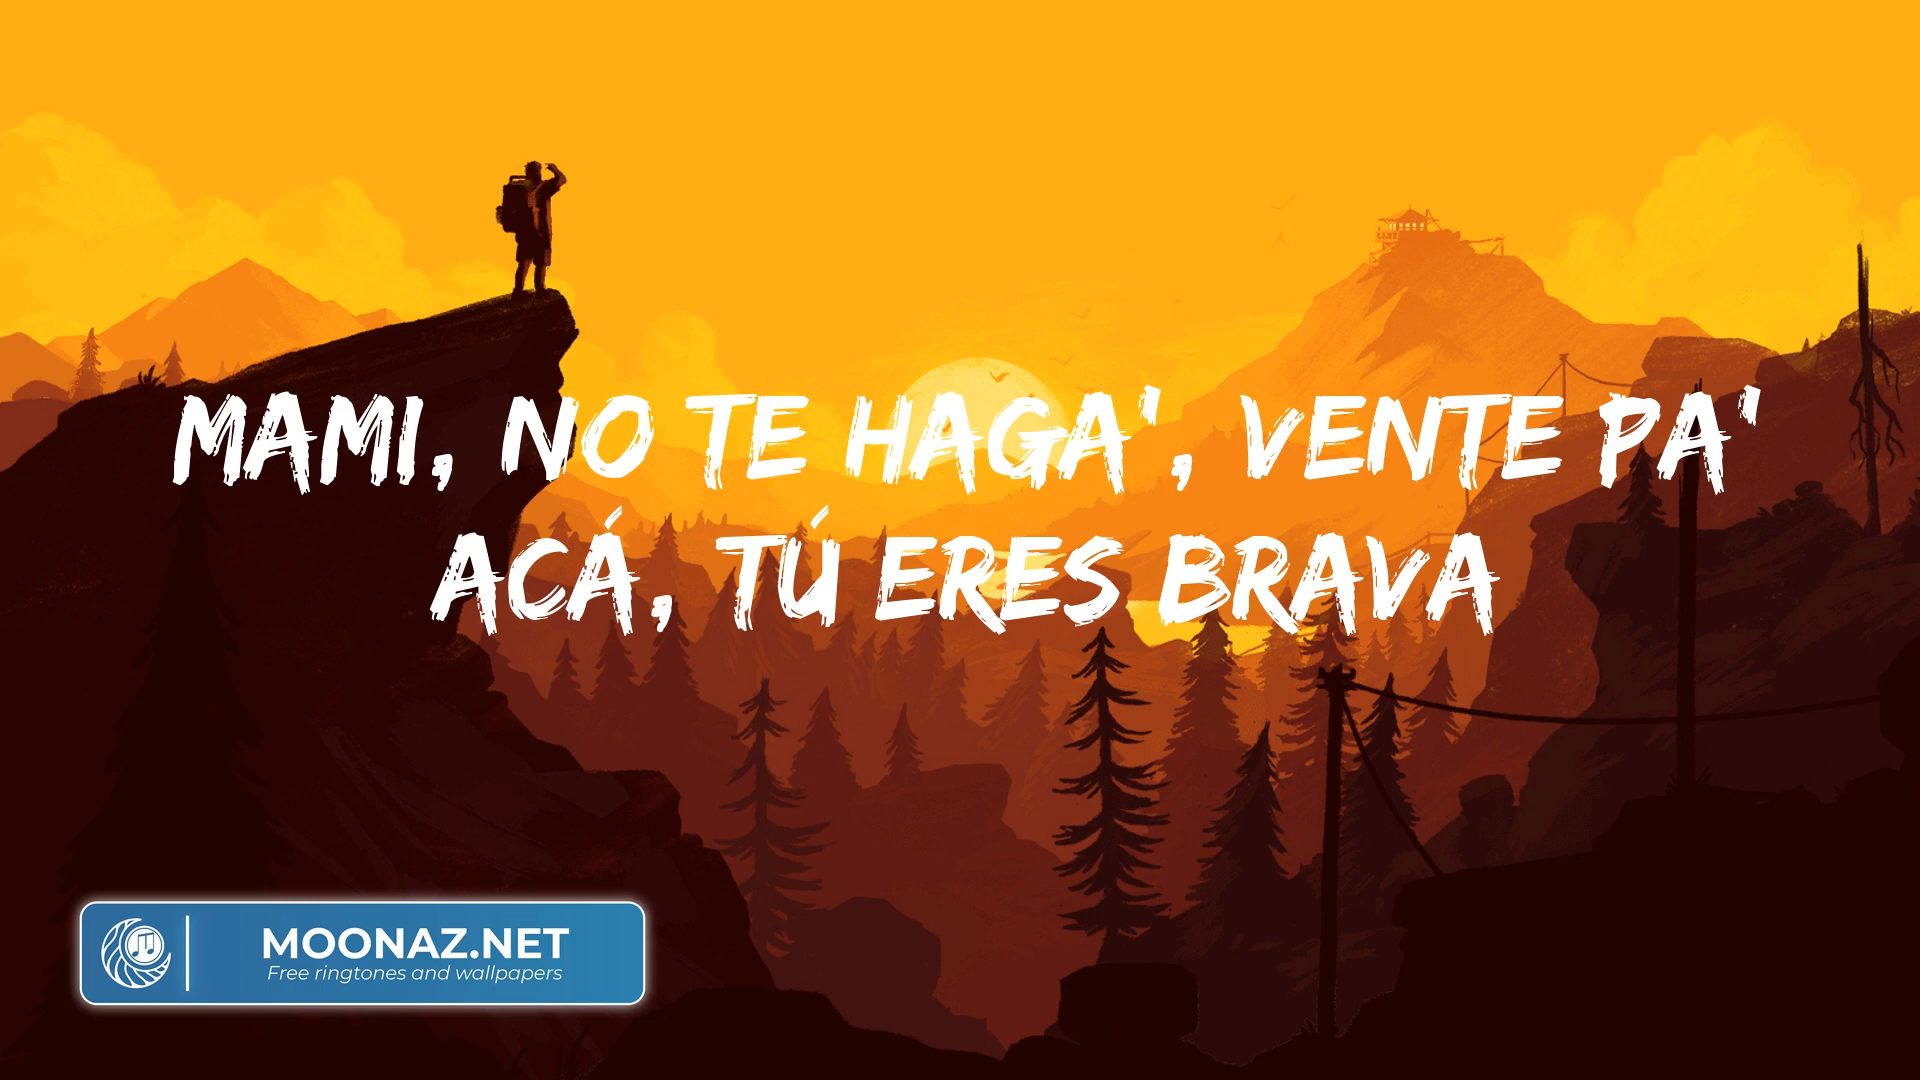 MAMI, NO TE HAGA', VENTE PA'
ACÁ, TÚ ERES BRAVA
MOONAZ.NET
Free ringtones and wallpapers